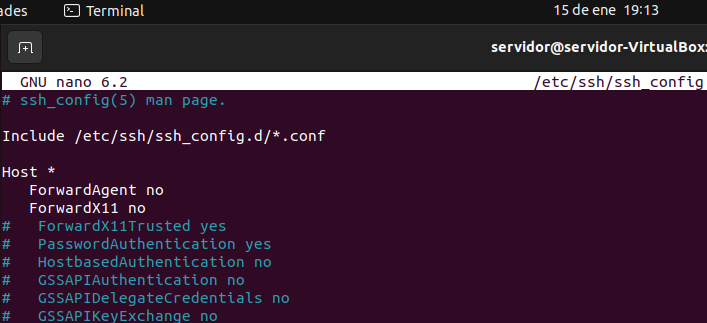 ades Terminal 15 de ene 19:13
servidor@servidor-VirtualBox:
GNU nano 6.2 /etc/ssh/ssh_config
# ssh_config(5) man page.
Include /etc/ssh/ssh_config.d/*.conf
Host *
   ForwardAgent no
   ForwardX11 no
#   ForwardX11Trusted yes
#   PasswordAuthentication yes
#   HostbasedAuthentication no
#   GSSAPIAuthentication no
#   GSSAPIDelegateCredentials no
#   GSSAPIKeyExchange no